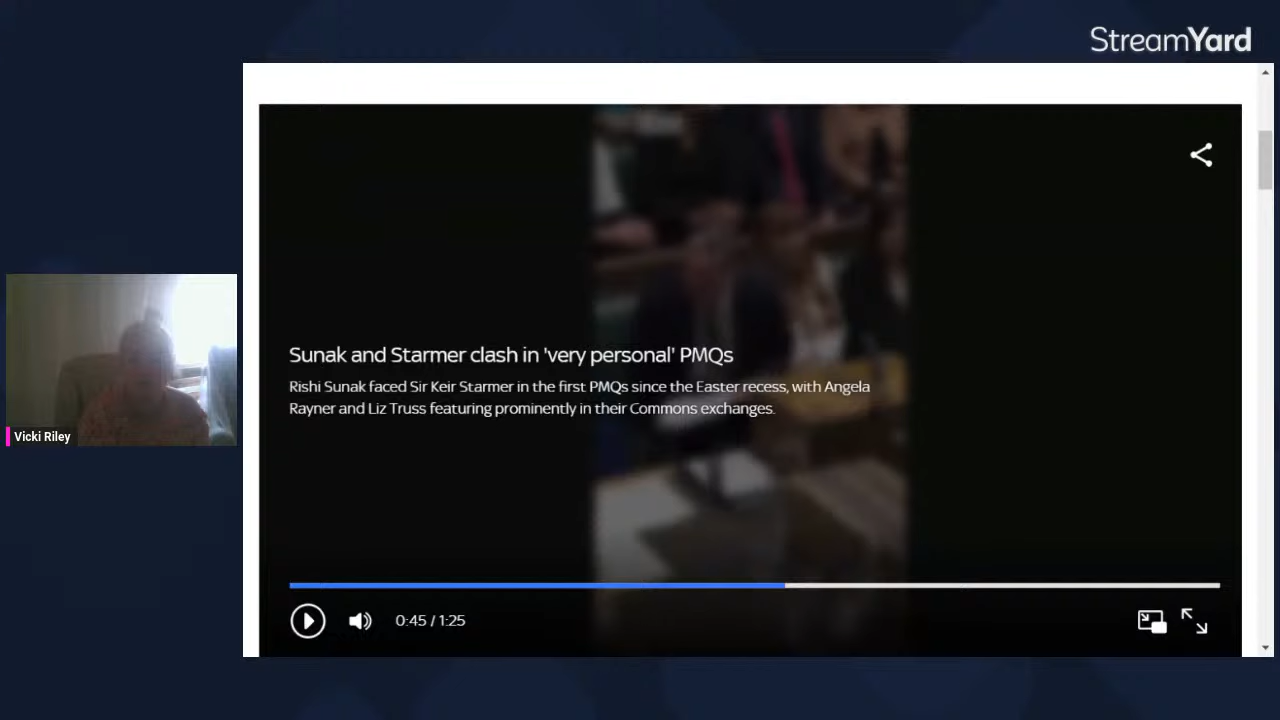 StreamYard
Sunak and Starmer clash in 'very personal' PMQs
Rishi Sunak faced Sir Keir Starmer in the first PMQs since the Easter recess, with Angela
Rayner and Liz Truss featuring prominently in their Commons exchanges.
Vicki Riley
0:45 / 1:25